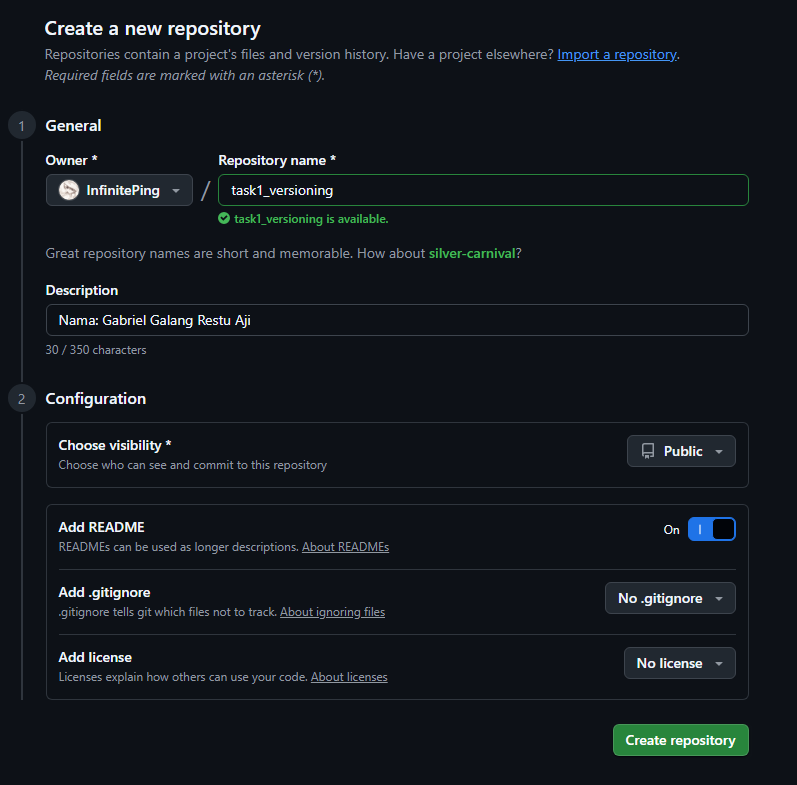 Create a new repository
Repositories contain a project's files and version history. Have a project elsewhere? Import a repository.
Required fields are marked with an asterisk (*).
1 General
Owner * Repository name *
InfinitePing / task1_versioning
task1_versioning is available.
Great repository names are short and memorable. How about silver-carnival?
Description
Nama: Gabriel Galang Restu Aji
30 / 350 characters
2 Configuration
Choose visibility *
Choose who can see and commit to this repository
Public
Add README
READMEs can be used as longer descriptions. About READMEs
On
Add .gitignore
.gitignore tells git which files not to track. About ignoring files
No .gitignore
Add license
Licenses explain how others can use your code. About licenses
No license
Create repository